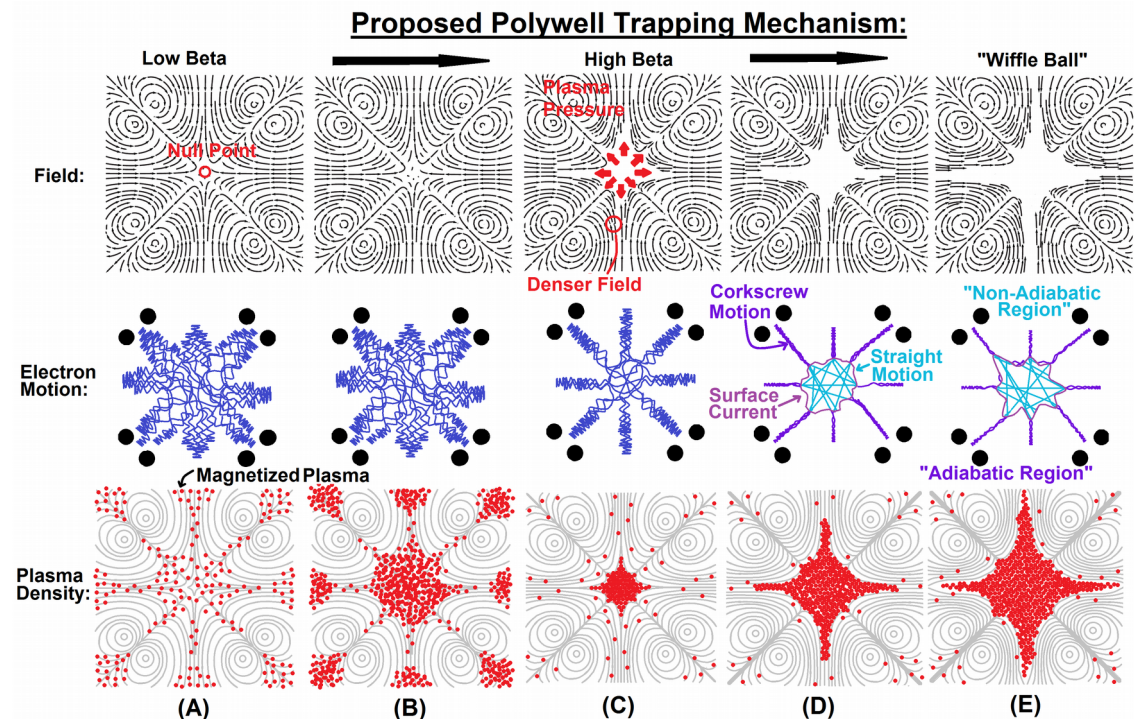 Proposed Polywell Trapping Mechanism:
Low Beta
High Beta
"Wiffle Ball"
Field:
Null Point
Plasma
Pressure
Denser Field
Electron
Motion:
Corkscrew
Motion
Straight
Motion
Surface
Current
"Non-Adiabatic
Region"
"Adiabatic Region"
Magnetized Plasma
Plasma
Density:
(A)
(B)
(C)
(D)
(E)